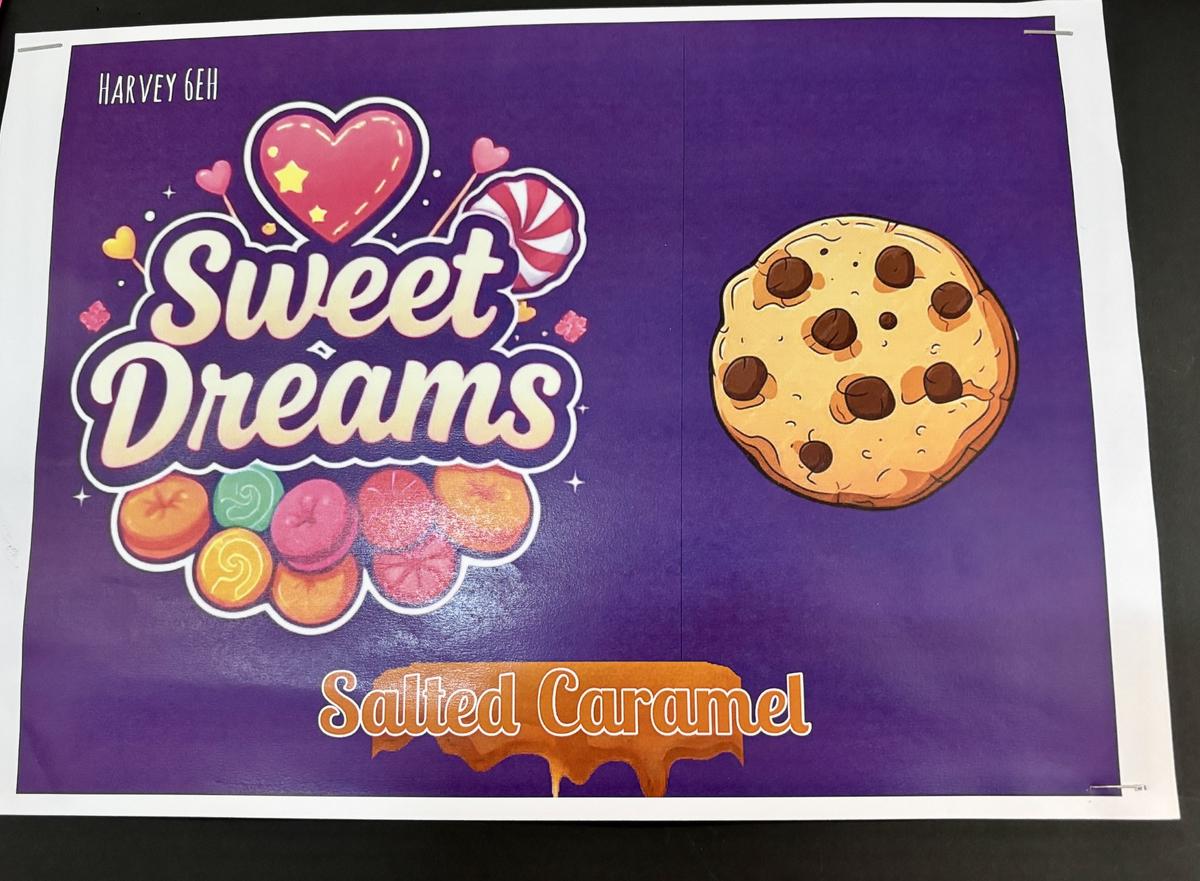 HARVEY 6EH
Sweet
Dreams
Salted Caramel